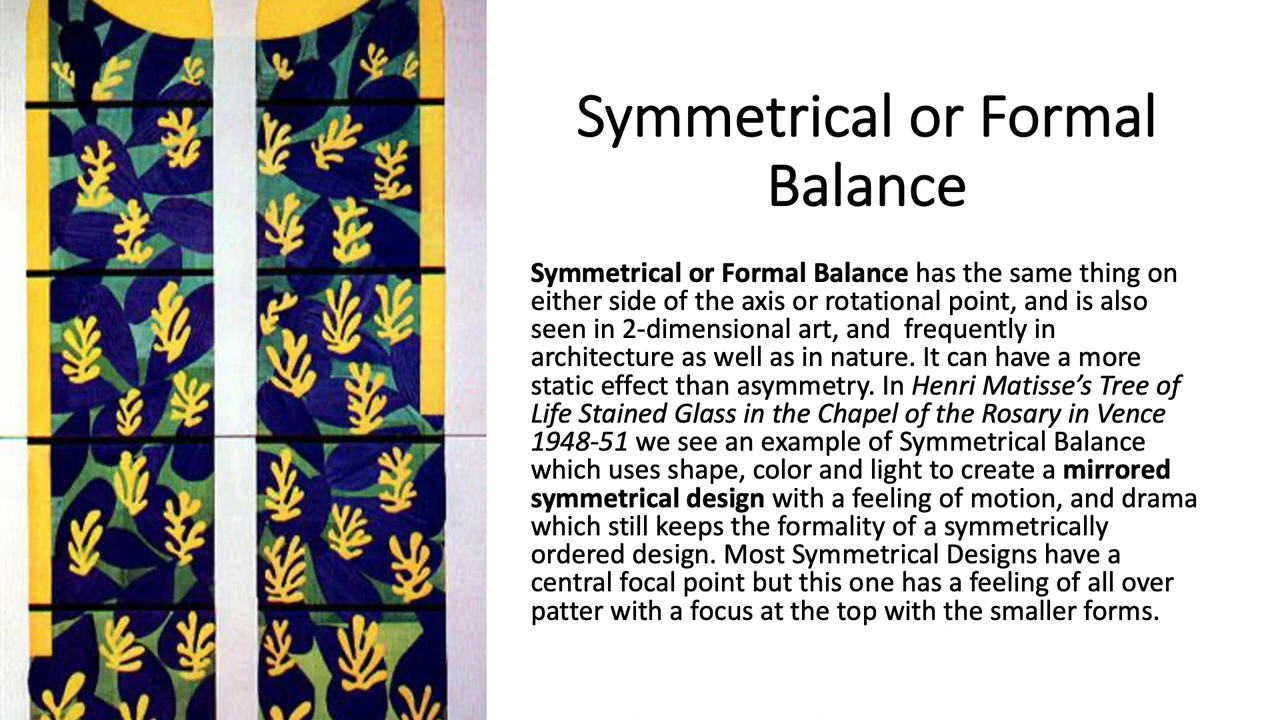 Symmetrical or Formal
Balance
Symmetrical or Formal Balance has the same thing on
either side of the axis or rotational point, and is also
seen in 2-dimensional art, and  frequently in
architecture as well as in nature. It can have a more
static effect than asymmetry. In Henri Matisse’s Tree of
Life Stained Glass in the Chapel of the Rosary in Vence
1948-51 we see an example of Symmetrical Balance
which uses shape, color and light to create a mirrored
symmetrical design with a feeling of motion, and drama
which still keeps the formality of a symmetrically
ordered design. Most Symmetrical Designs have a
central focal point but this one has a feeling of all over
patter with a focus at the top with the smaller forms.